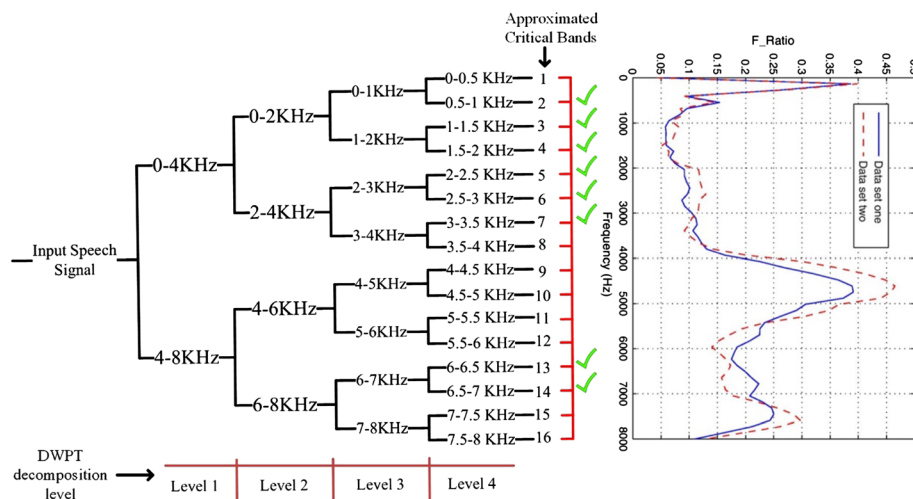 Approximated
Critical Bands
0-0.5 KHz 1
0-1KHz
0.5-1 KHz 2
0-2KHz
1-1.5 KHz 3
1-2KHz
1.5-2 KHz 4
0-4KHz
2-2.5 KHz 5
2-3KHz
2.5-3 KHz 6
2-4KHz
3-3.5 KHz 7
3-4KHz
3.5-4 KHz 8
Input Speech
Signal
4-4.5 KHz 9
4-5KHz
4.5-5 KHz 10
4-6KHz
5-5.5 KHz 11
5-6KHz
5.5-6 KHz 12
4-8KHz
6-6.5 KHz 13
6-7KHz
6.5-7 KHz 14
6-8KHz
7-7.5 KHz 15
7-8KHz
7.5-8 KHz 16
DWPT
decomposition
level
Level 1 Level 2 Level 3 Level 4
F_Ratio
0 0.05 0.1 0.15 0.2 0.25 0.3 0.35 0.4 0.45 0.5
Data set one
Data set two
0
1000
2000
3000
4000
5000
6000
7000
8000
Frequency (Hz)